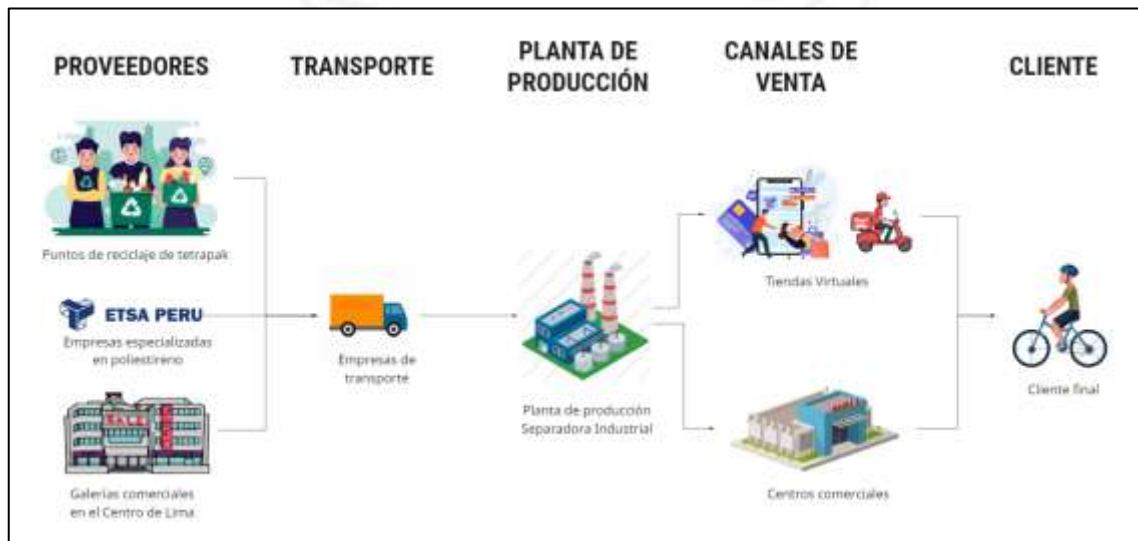 PROVEEDORES
TRANSPORTE
PLANTA DE
PRODUCCIÓN
CANALES DE
VENTA
CLIENTE
Puntos de reciclaje de tetrapak
ETSA PERU
Empresas especializadas
en poliestireno
SALE
Galerías comerciales
en el Centro de Lima
Empresas de
transporte
Planta de producción
Separadora Industrial
Tiendas Virtuales
Centros comerciales
Cliente final